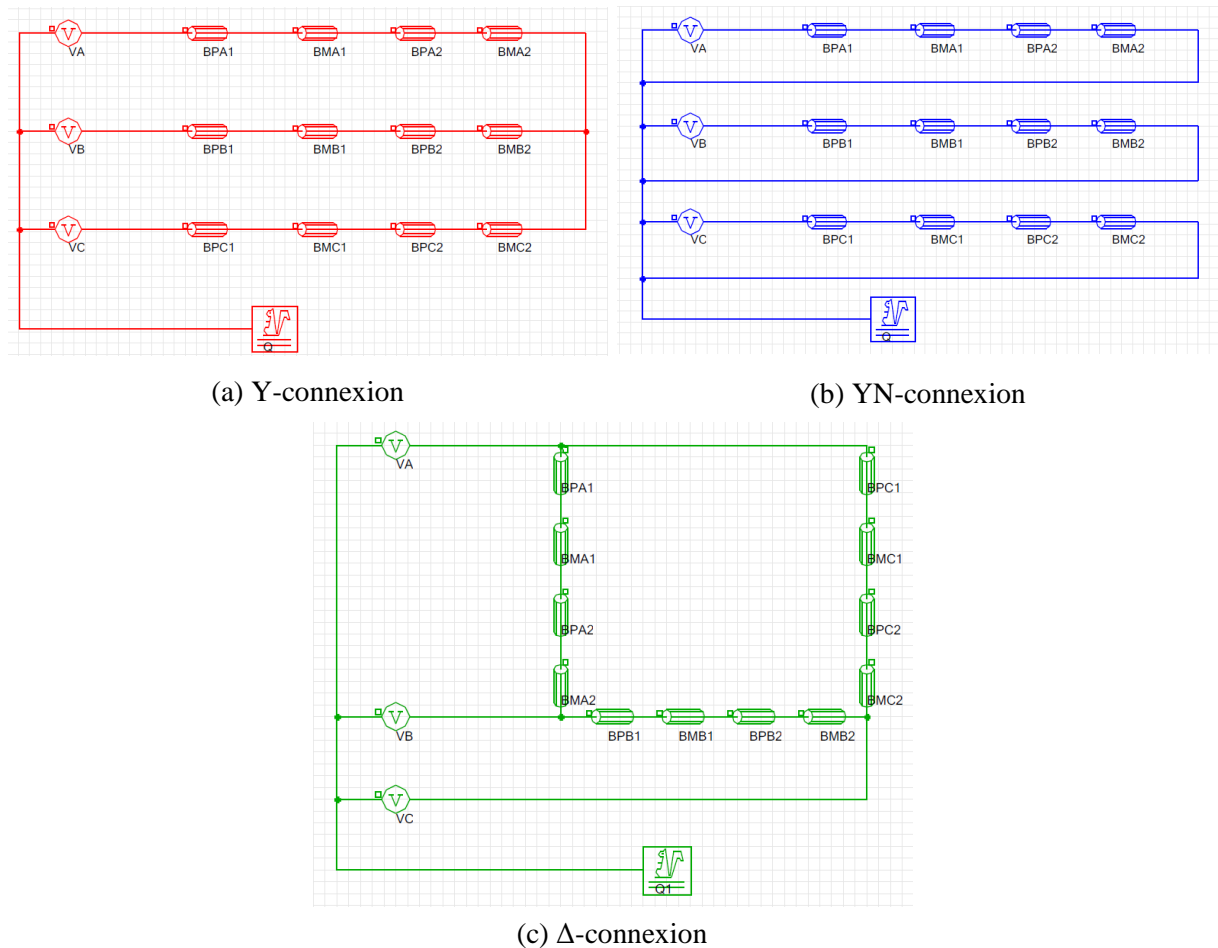 V V
VA BPA1 BMA1 BPA2 BMA2
VA BPA1 BMA1 BPA2 BMA2
V V
VB BPB1 BMB1 BPB2 BMB2
VB BPB1 BMB1 BPB2 BMB2
V V
VC BPC1 BMC1 BPC2 BMC2
VC BPC1 BMC1 BPC2 BMC2
Q
Q
(a) Y-connexion
(b) YN-connexion
V
VA
BPA1 BPC1
BMA1 BMC1
BPA2 BPC2
BMA2 BMC2
V
VB BPB1 BMB1 BPB2 BMB2
V
VC
Q1
(c) Δ-connexion